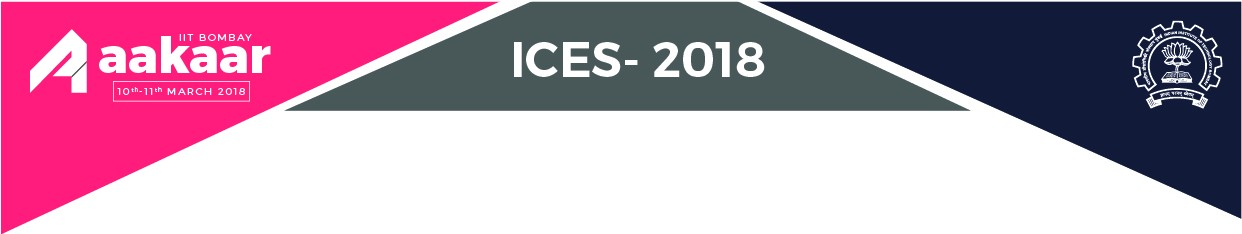 IIT BOMBAY
aakaar
10th-11th MARCH 2018
ICES- 2018